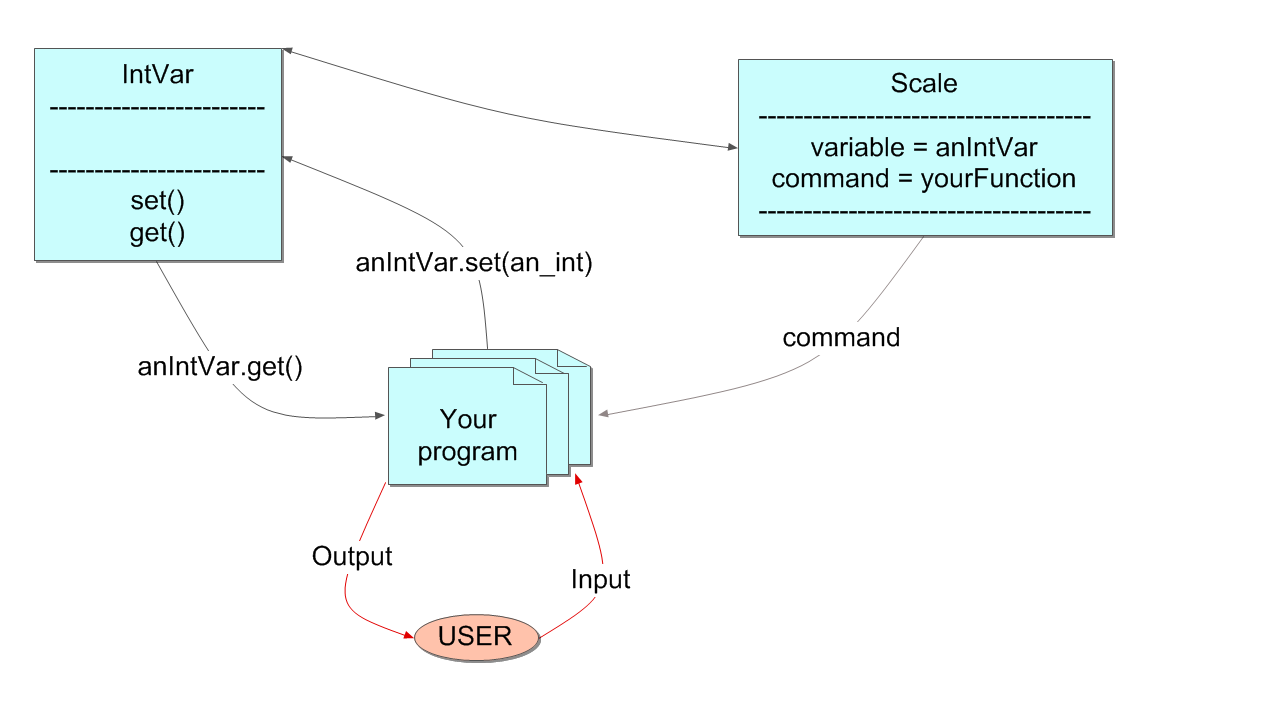 IntVar
------------------------
------------------------
set()
get()
Scale
-------------------------------------
variable = anIntVar
command = yourFunction
-------------------------------------
anIntVar.set(an_int)
command
anIntVar.get()
Your
program
Output
Input
USER